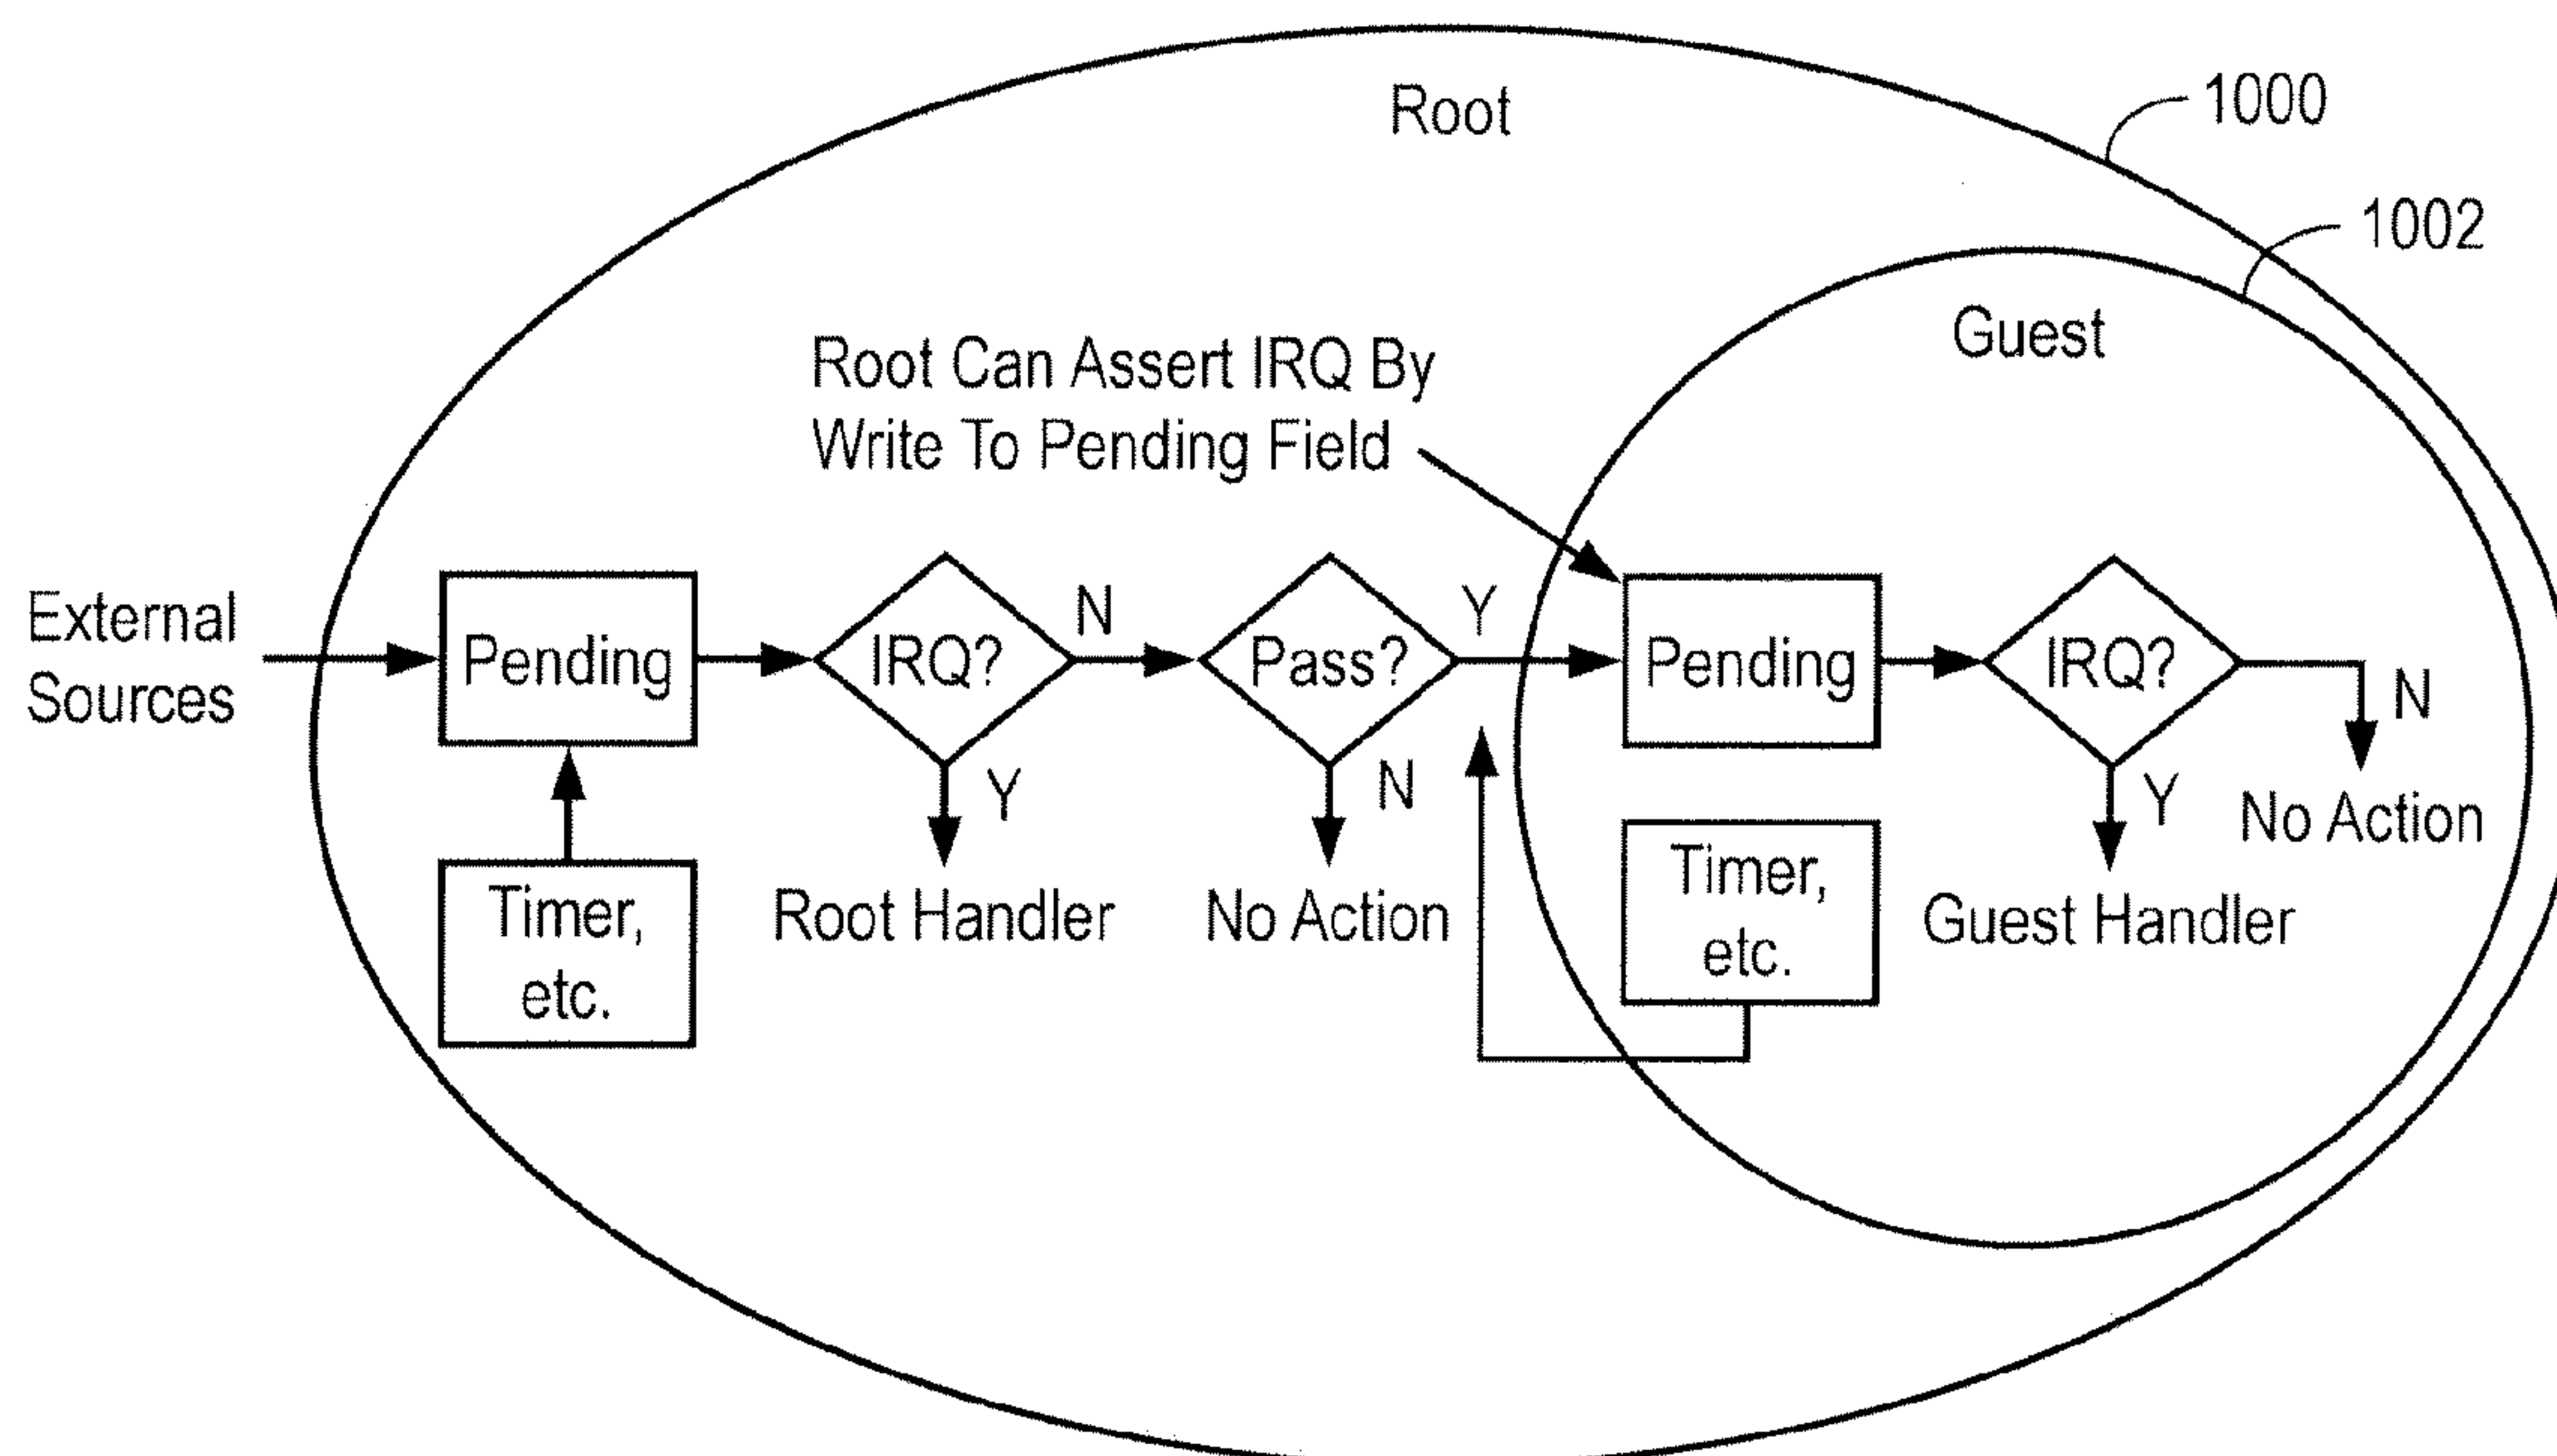 Root
1000
1002
Guest
Root Can Assert IRQ By
Write To Pending Field
External
Sources
Pending
IRQ?
N
Pass?
Y
Pending
IRQ?
N
Y
N
Y
No Action
Timer,
etc.
Root Handler
No Action
Timer,
etc.
Guest Handler